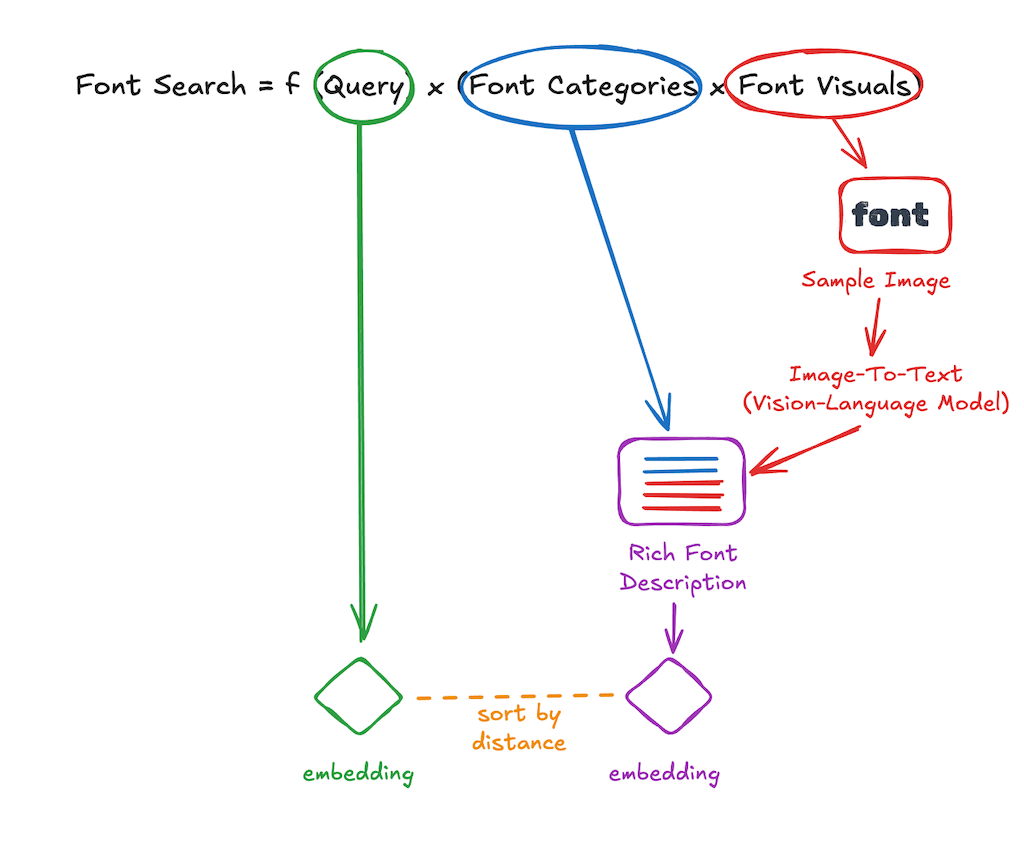 Font Search = f (Query) x (Font Categories x Font Visuals)
font
Sample Image
Image-To-Text
(Vision-Language Model)
Rich Font
Description
sort by
distance
embedding
embedding